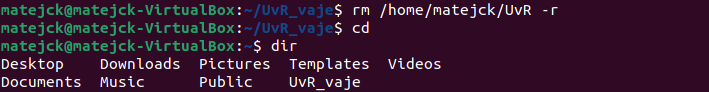 matejck@matejck-VirtualBox:~/UvR_vaje$ rm /home/matejck/UvR -r
matejck@matejck-VirtualBox:~/UvR_vaje$ cd
matejck@matejck-VirtualBox:~$ dir
Desktop    Downloads  Pictures  Templates  Videos
Documents  Music      Public    UvR_vaje